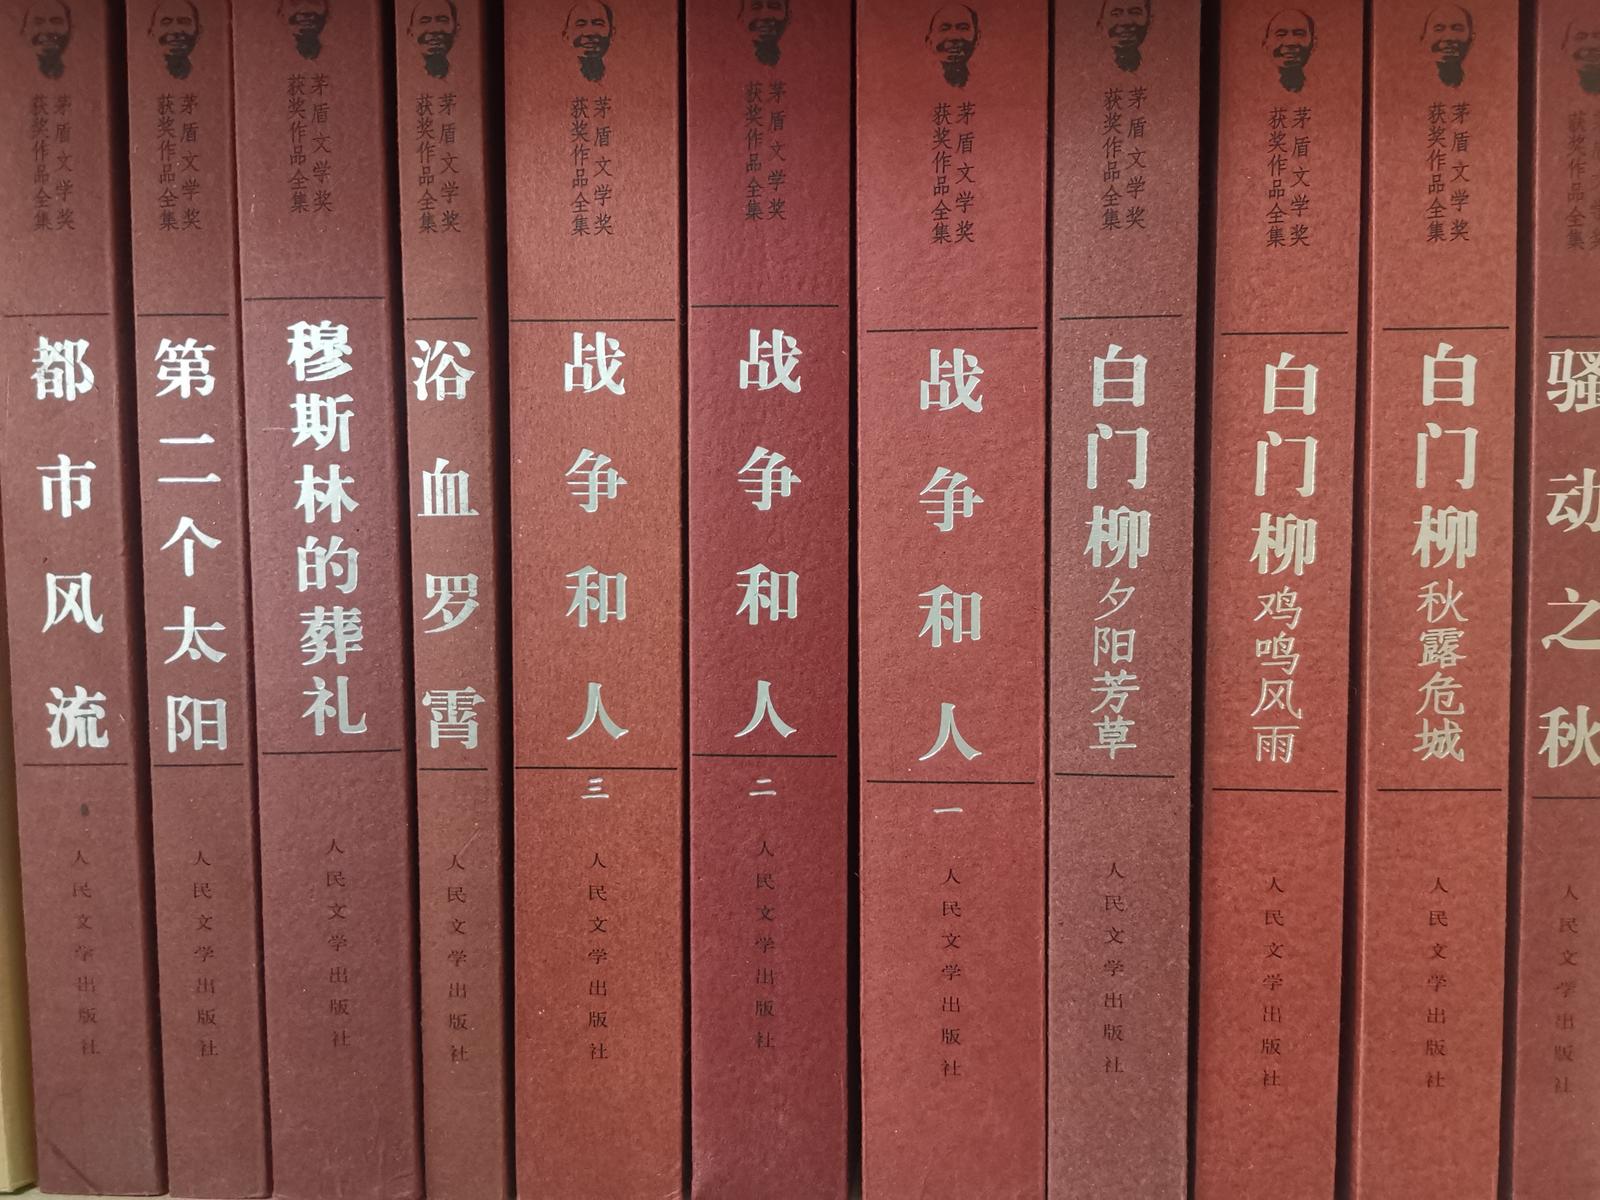 茅盾文学奖
获奖作品全集
都市风流
人民文学出版社
茅盾文学奖
获奖作品全集
第二个太阳
人民文学出版社
茅盾文学奖
获奖作品全集
穆斯林的葬礼
人民文学出版社
茅盾文学奖
获奖作品全集
浴血罗霄
人民文学出版社
茅盾文学奖
获奖作品全集
战争和人
三
人民文学出版社
茅盾文学奖
获奖作品全集
战争和人
二
人民文学出版社
茅盾文学奖
获奖作品全集
战争和人
一
人民文学出版社
茅盾文学奖
获奖作品全集
白门柳
夕阳芳草
人民文学出版社
茅盾文学奖
获奖作品全集
白门柳
鸡鸣风雨
人民文学出版社
茅盾文学奖
获奖作品全集
白门柳
秋露危城
人民文学出版社
获奖作品全集
骚动之秋
人民文学出版社